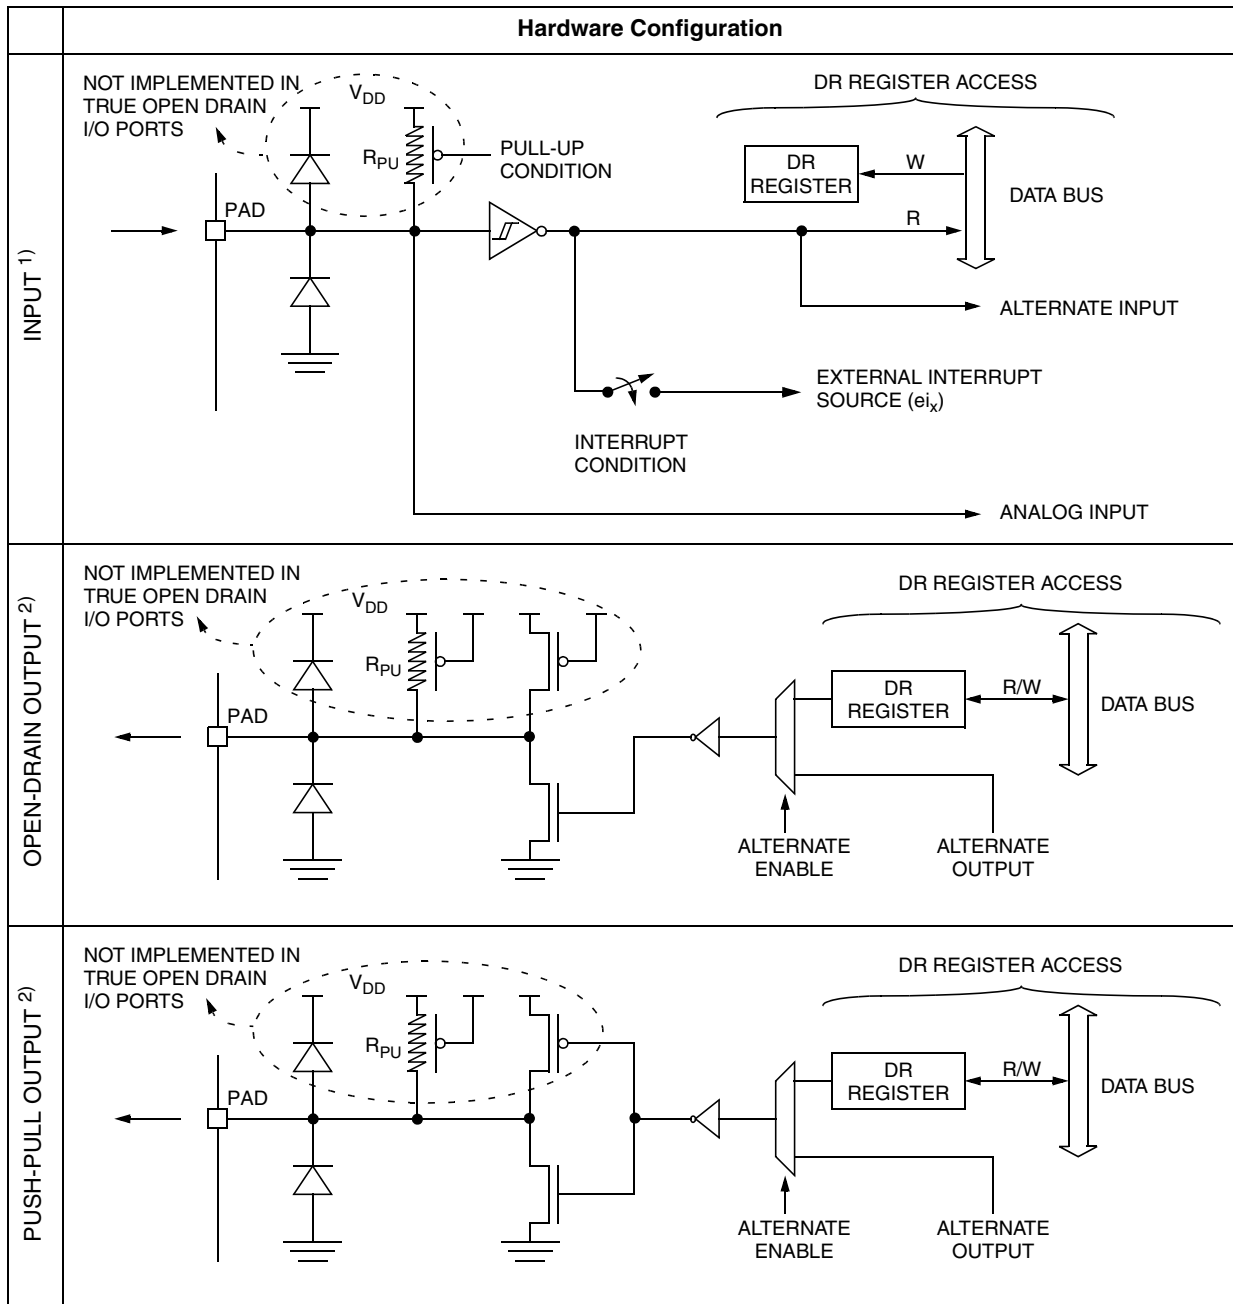 Hardware Configuration
INPUT 1)
NOT IMPLEMENTED IN
TRUE OPEN DRAIN
I/O PORTS
VDD
RPU
PULL-UP
CONDITION
PAD
DR REGISTER ACCESS
DR
REGISTER
W
R
DATA BUS
ALTERNATE INPUT
EXTERNAL INTERRUPT
SOURCE (eix)
INTERRUPT
CONDITION
ANALOG INPUT
OPEN-DRAIN OUTPUT 2)
NOT IMPLEMENTED IN
TRUE OPEN DRAIN
I/O PORTS
VDD
RPU
PAD
DR REGISTER ACCESS
DR
REGISTER
R/W
DATA BUS
ALTERNATE
ENABLE
ALTERNATE
OUTPUT
PUSH-PULL OUTPUT 2)
NOT IMPLEMENTED IN
TRUE OPEN DRAIN
I/O PORTS
VDD
RPU
PAD
DR REGISTER ACCESS
DR
REGISTER
R/W
DATA BUS
ALTERNATE
ENABLE
ALTERNATE
OUTPUT